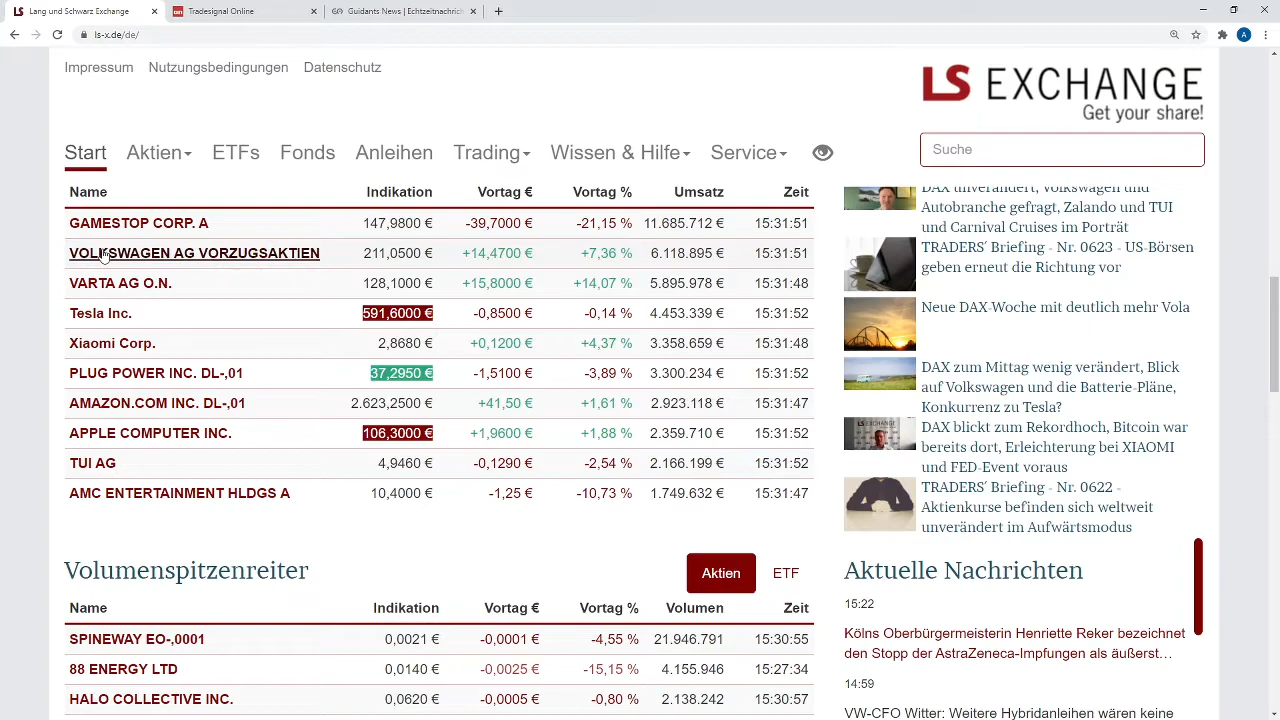 Lang und Schwarz Exchange
Tradesignal Online
Guidants News | Echtzeitnachrich
ls-x.de/de/
A
Impressum Nutzungsbedingungen Datenschutz
LS EXCHANGE
Get your share!
Start Aktien ETFs Fonds Anleihen Trading Wissen & Hilfe Service
Suche
Name Indikation Vortag € Vortag % Umsatz Zeit
GAMESTOP CORP. A 147,9800 € -39,7000 € -21,15 % 11.685.712 € 15:31:51
VOLKSWAGEN AG VORZUGSAKTIEN 211,0500 € +14,4700 € +7,36 % 6.118.895 € 15:31:51
VARTA AG O.N. 128,1000 € +15,8000 € +14,07 % 5.895.978 € 15:31:48
Tesla Inc. 591,6000 € -0,8500 € -0,14 % 4.453.339 € 15:31:52
Xiaomi Corp. 2,8680 € +0,1200 € +4,37 % 3.358.659 € 15:31:48
PLUG POWER INC. DL-,01 37,2950 € -1,5100 € -3,89 % 3.300.234 € 15:31:52
AMAZON.COM INC. DL-,01 2.623,2500 € +41,50 € +1,61 % 2.923.118 € 15:31:47
APPLE COMPUTER INC. 106,3000 € +1,9600 € +1,88 % 2.359.710 € 15:31:52
TUI AG 4,9460 € -0,1290 € -2,54 % 2.166.199 € 15:31:52
AMC ENTERTAINMENT HLDGS A 10,4000 € -1,25 € -10,73 % 1.749.632 € 15:31:47
Volumenspitzenreiter
Aktien ETF
Name Indikation Vortag € Vortag % Volumen Zeit
SPINEWAY EO-,0001 0,0021 € -0,0001 € -4,55 % 21.946.791 15:30:55
88 ENERGY LTD 0,0140 € -0,0025 € -15,15 % 4.155.946 15:27:34
HALO COLLECTIVE INC. 0,0620 € -0,0005 € -0,80 % 2.138.242 15:30:57
DAX unverändert, Volkswagen und
Autobranche gefragt, Zalando und TUI
und Carnival Cruises im Porträt
TRADERS´ Briefing - Nr. 0623 - US-Börsen
geben erneut die Richtung vor
Neue DAX-Woche mit deutlich mehr Vola
DAX zum Mittag wenig verändert, Blick
auf Volkswagen und die Batterie-Pläne,
Konkurrenz zu Tesla?
DAX blickt zum Rekordhoch, Bitcoin war
bereits dort, Erleichterung bei XIAOMI
und FED-Event voraus
TRADERS´ Briefing - Nr. 0622 -
Aktienkurse befinden sich weltweit
unverändert im Aufwärtsmodus
Aktuelle Nachrichten
15:22
Kölns Oberbürgermeisterin Henriette Reker bezeichnet
den Stopp der AstraZeneca-Impfungen als äußerst…
14:59
VW-CFO Witter: Weitere Hybridanleihen wären keine